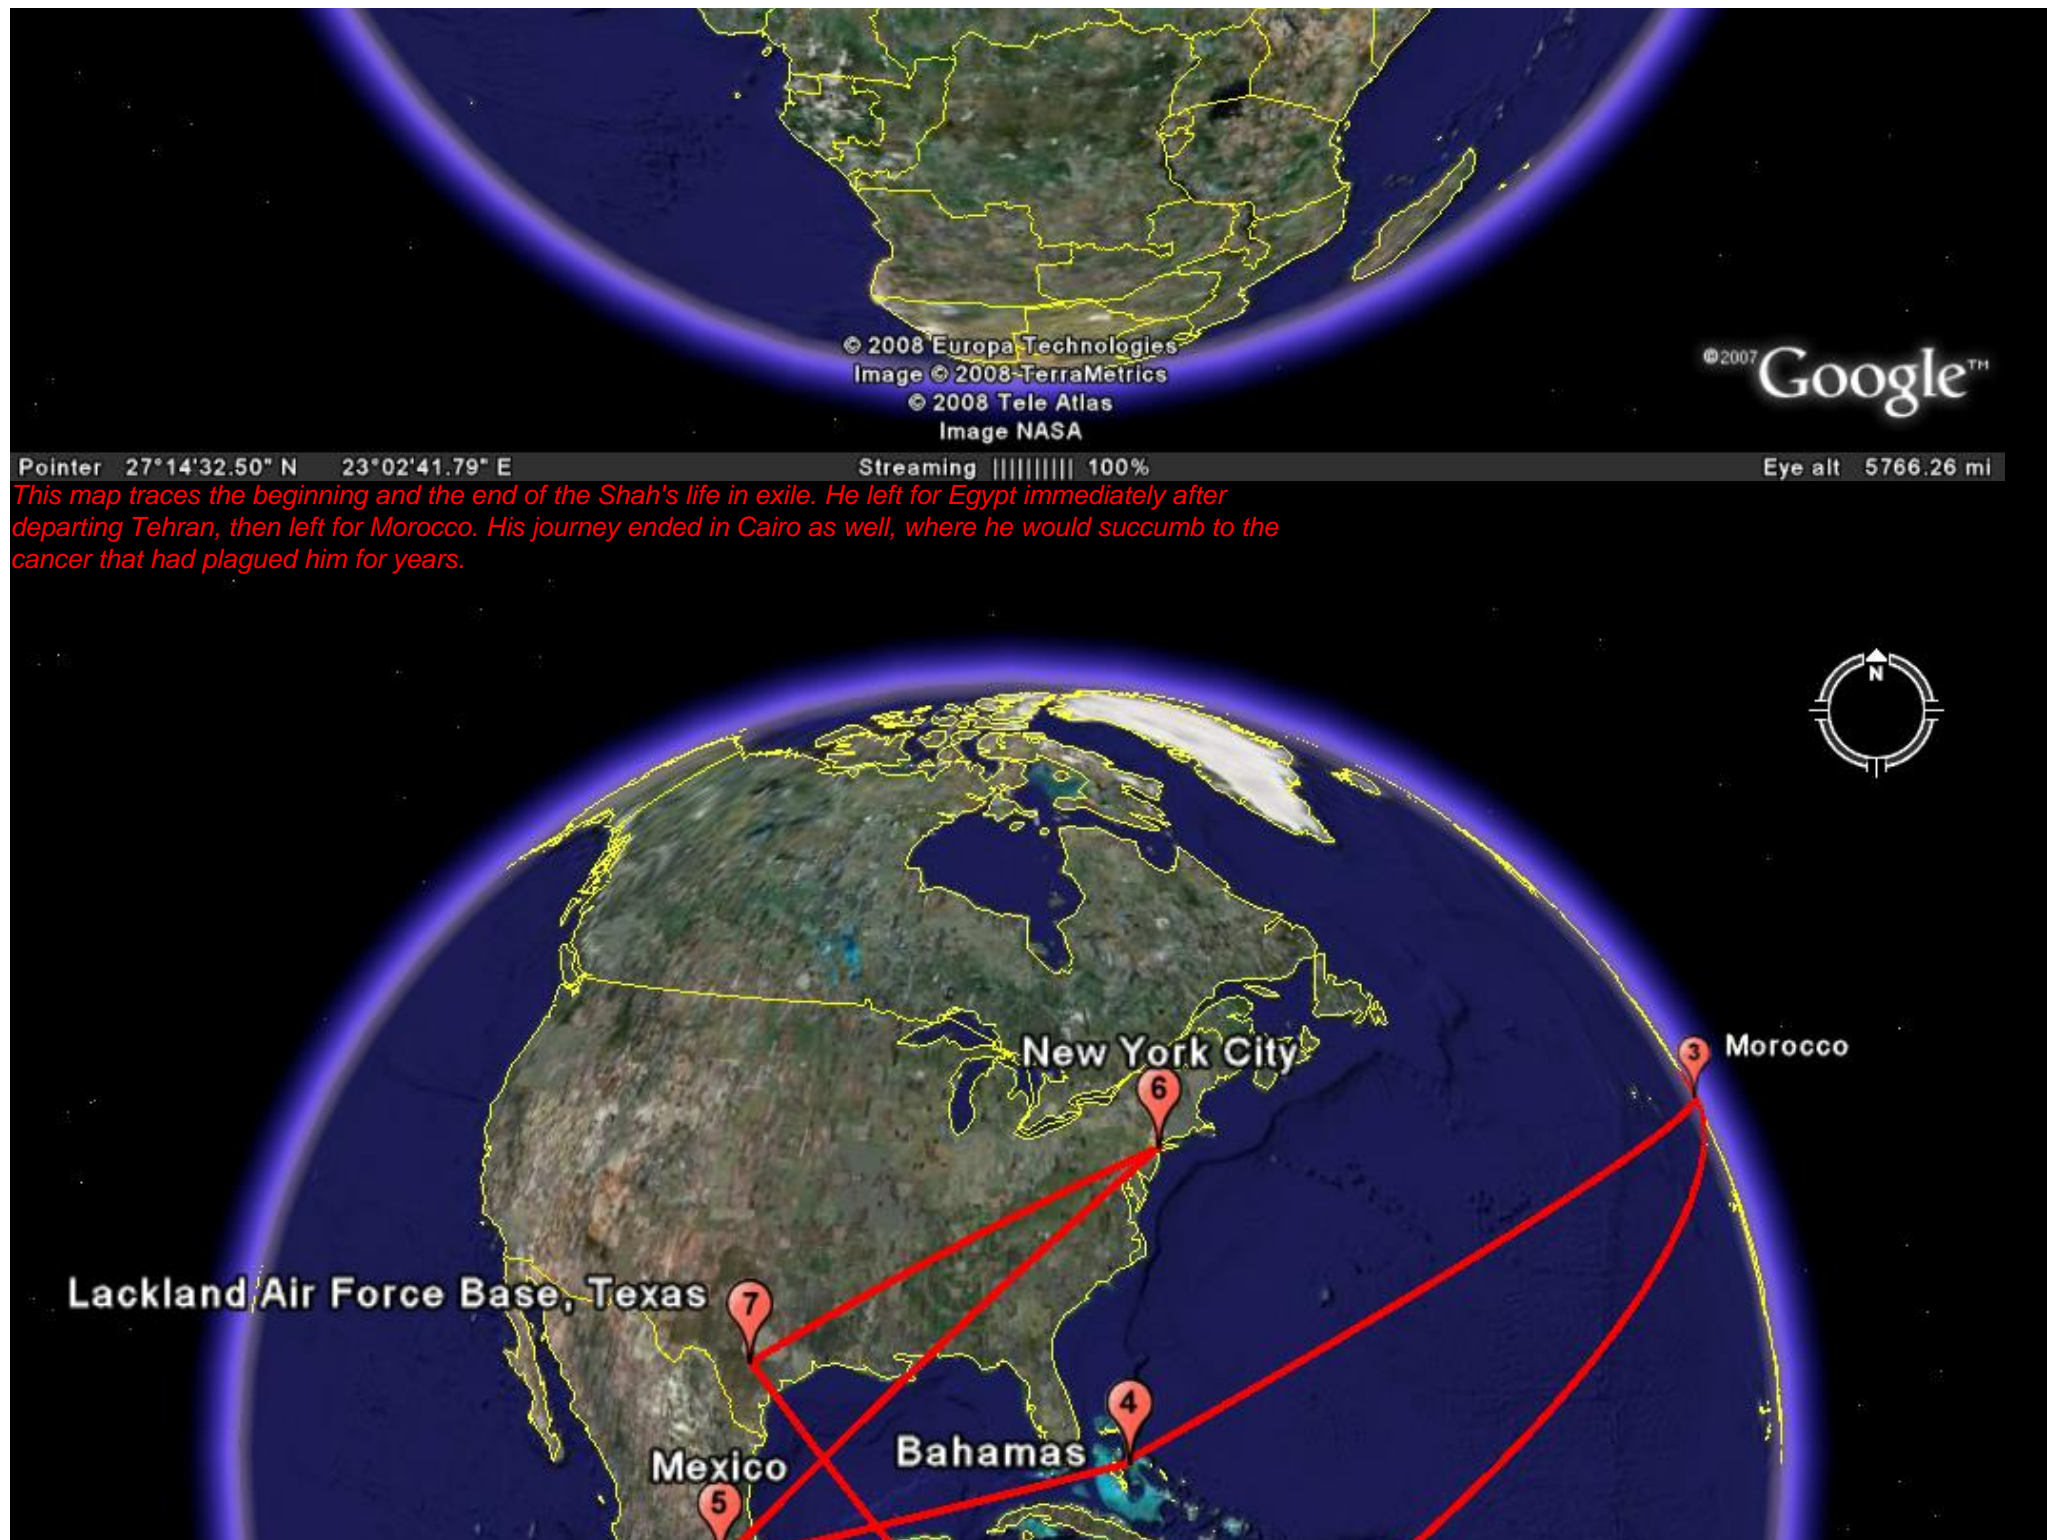 © 2008 Europa Technologies
Image © 2008 TerraMetrics
© 2008 Tele Atlas
Image NASA
©2007 Google™
Pointer 27°14'32.50" N 23°02'41.79" E Streaming |||||||||| 100% Eye alt 5766.26 mi
This map traces the beginning and the end of the Shah's life in exile. He left for Egypt immediately after
departing Tehran, then left for Morocco. His journey ended in Cairo as well, where he would succumb to the
cancer that had plagued him for years.
N
Morocco
3
New York City
6
Lackland Air Force Base, Texas
7
4
Bahamas
Mexico
5